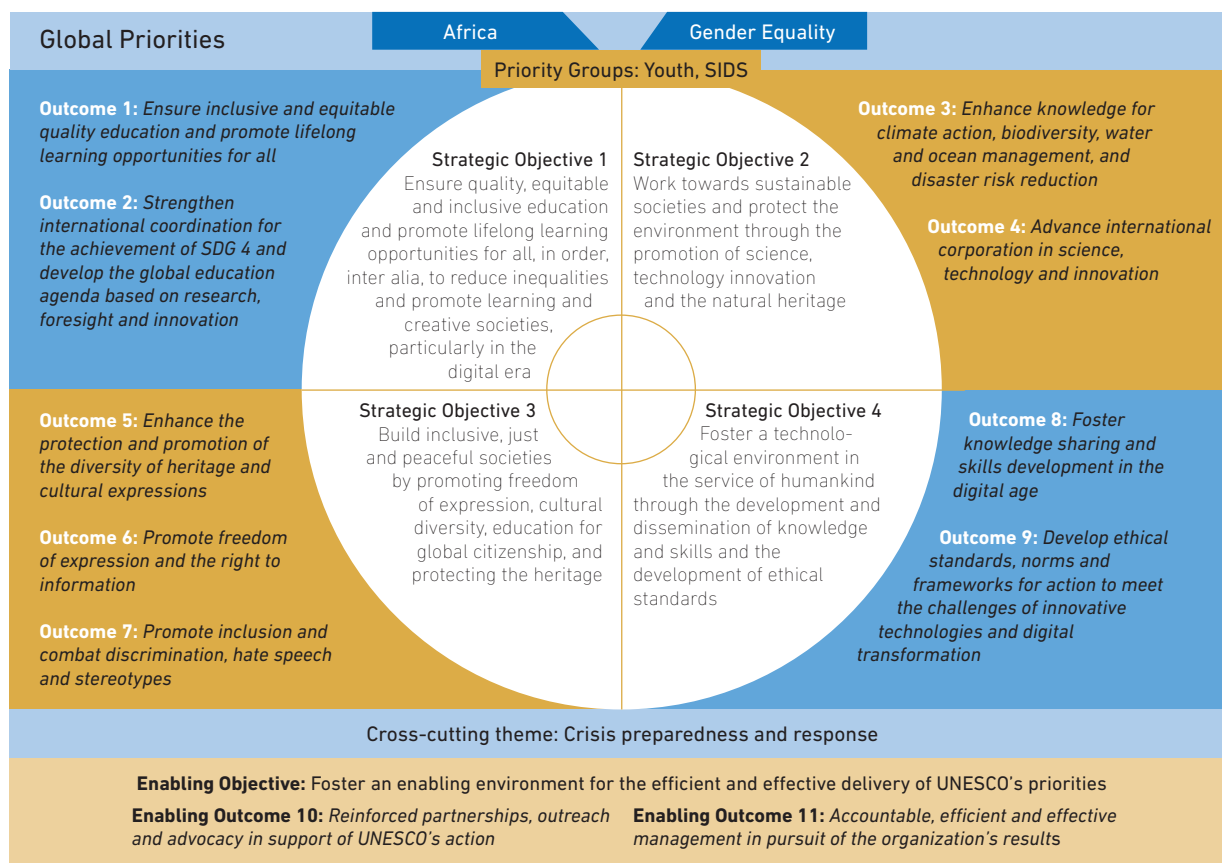 Global Priorities
Africa
Gender Equality
Priority Groups: Youth, SIDS
Outcome 1: Ensure inclusive and equitable
quality education and promote lifelong
learning opportunities for all
Outcome 2: Strengthen
international coordination for
the achievement of SDG 4 and
develop the global education
agenda based on research,
foresight and innovation
Strategic Objective 1
Ensure quality, equitable
and inclusive education
and promote lifelong learning
opportunities for all, in order,
inter alia, to reduce inequalities
and promote learning and
creative societies,
particularly in the
digital era
Strategic Objective 2
Work towards sustainable
societies and protect the
environment through the
promotion of science,
technology innovation
and the natural heritage
Outcome 3: Enhance knowledge for
climate action, biodiversity, water
and ocean management, and
disaster risk reduction
Outcome 4: Advance international
corporation in science,
technology and innovation
Outcome 5: Enhance the
protection and promotion of
the diversity of heritage and
cultural expressions
Outcome 6: Promote freedom
of expression and the right to
information
Outcome 7: Promote inclusion and
combat discrimination, hate speech
and stereotypes
Strategic Objective 3
Build inclusive, just
and peaceful societies
by promoting freedom
of expression, cultural
diversity, education for
global citizenship, and
protecting the heritage
Strategic Objective 4
Foster a technolo-
gical environment in
the service of humankind
through the development and
dissemination of knowledge
and skills and the
development of ethical
standards
Outcome 8: Foster
knowledge sharing and
skills development in the
digital age
Outcome 9: Develop ethical
standards, norms and
frameworks for action to meet
the challenges of innovative
technologies and digital
transformation
Cross-cutting theme: Crisis preparedness and response
Enabling Objective: Foster an enabling environment for the efficient and effective delivery of UNESCO's priorities
Enabling Outcome 10: Reinforced partnerships, outreach
and advocacy in support of UNESCO's action
Enabling Outcome 11: Accountable, efficient and effective
management in pursuit of the organization's results